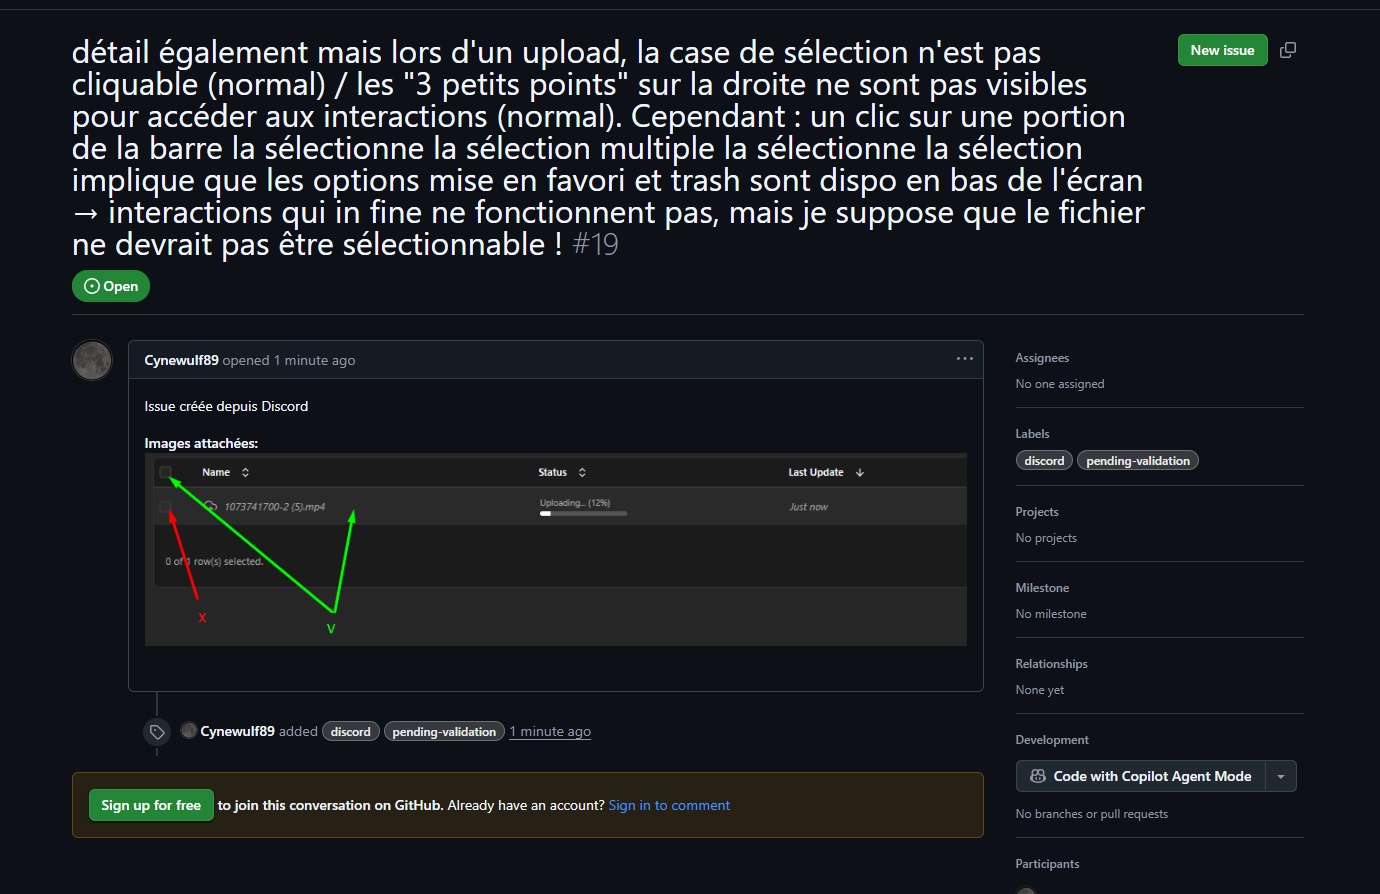 détail également mais lors d'un upload, la case de sélection n'est pas
cliquable (normal) / les "3 petits points" sur la droite ne sont pas visibles
pour accéder aux interactions (normal). Cependant : un clic sur une portion
de la barre la sélectionne la sélection multiple la sélectionne la sélection
implique que les options mise en favori et trash sont dispo en bas de l'écran
→ interactions qui in fine ne fonctionnent pas, mais je suppose que le fichier
ne devrait pas être sélectionnable ! #19
New issue
Open
Cynewulf89 opened 1 minute ago
Issue créée depuis Discord
Images attachées:
Name Status Last Update
1073741700-2 (5).mp4 Uploading... (12%) Just now
0 of 1 row(s) selected.
X
V
Cynewulf89 added discord pending-validation 1 minute ago
Sign up for free to join this conversation on GitHub. Already have an account? Sign in to comment
Assignees
No one assigned
Labels
discord pending-validation
Projects
No projects
Milestone
No milestone
Relationships
None yet
Development
Code with Copilot Agent Mode
No branches or pull requests
Participants